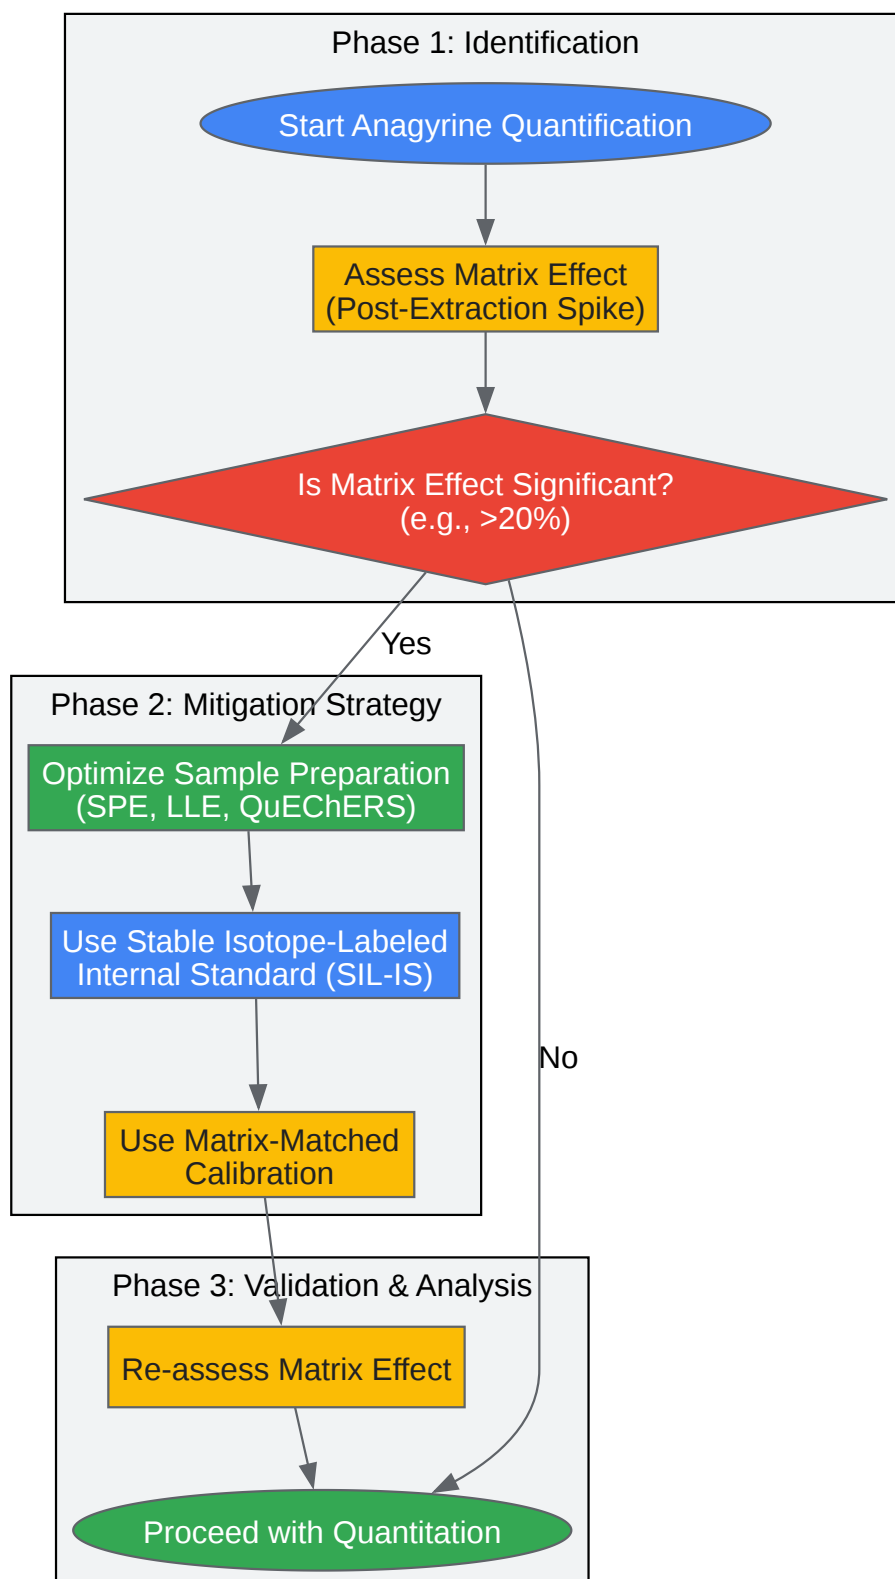 Phase 1: Identification
Start Anagyrine Quantification
Assess Matrix Effect
(Post-Extraction Spike)
Is Matrix Effect Significant?
(e.g., >20%)
Yes
Phase 2: Mitigation Strategy
Optimize Sample Preparation
(SPE, LLE, QuEChERS)
Use Stable Isotope-Labeled
Internal Standard (SIL-IS)
No
Use Matrix-Matched
Calibration
Phase 3: Validation & Analysis
Re-assess Matrix Effect
Proceed with Quantitation